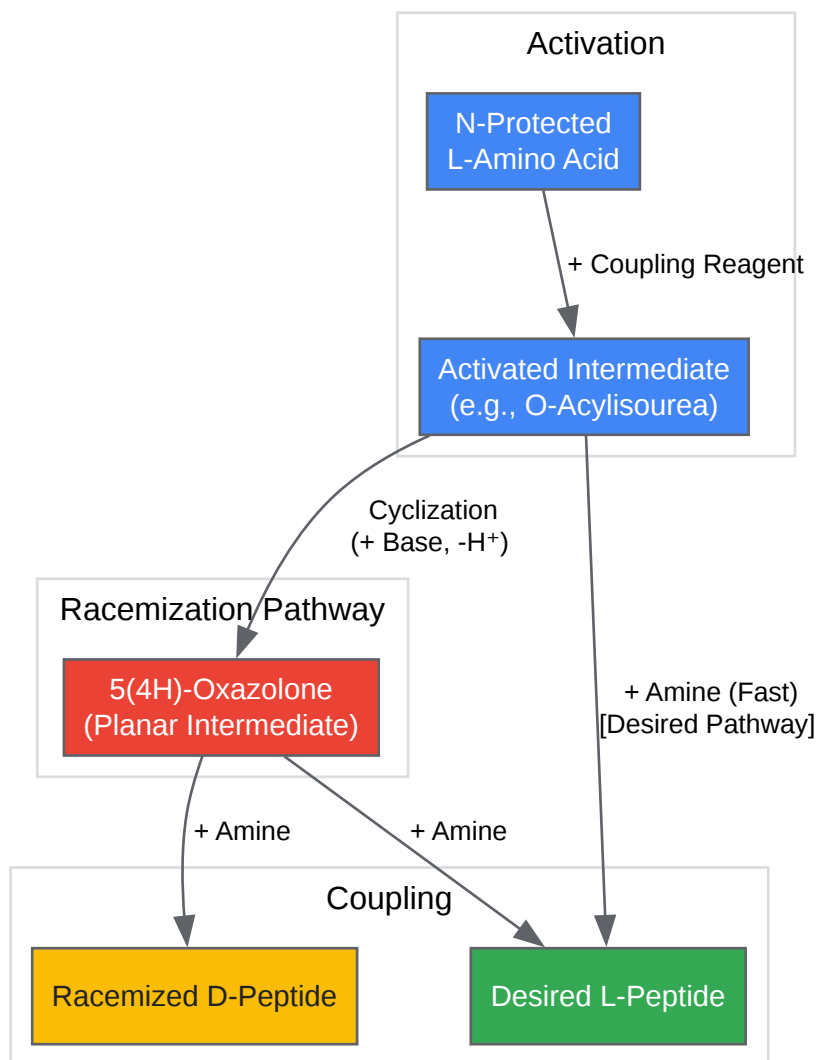 Activation
N-Protected
L-Amino Acid
+ Coupling Reagent
Activated Intermediate
(e.g., O-Acylisourea)
Cyclization
(+ Base, -H⁺)
Racemization Pathway
5(4H)-Oxazolone
(Planar Intermediate)
+ Amine (Fast)
[Desired Pathway]
+ Amine
+ Amine
Coupling
Racemized D-Peptide
Desired L-Peptide